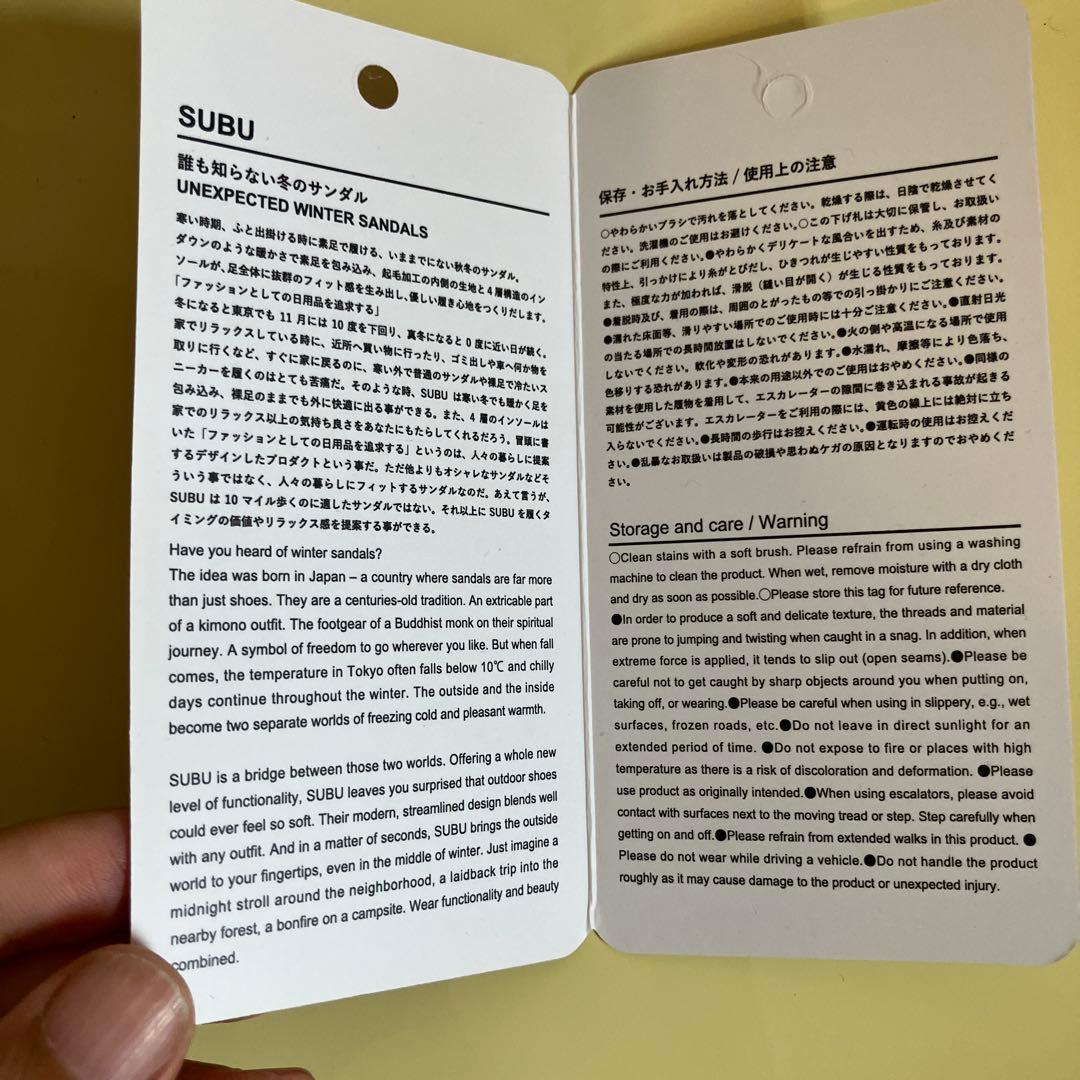 SUBU
誰も知らない冬のサンダル
UNEXPECTED WINTER SANDALS
寒い時期、ふと出掛ける時に素足で履ける、いままでにない秋冬のサンダル。
ダウンのような暖かさで素足を包み込み、起毛加工の内側の生地と4層構造のイン
ソールが、足全体に抜群のフィット感を生み出し、優しい履き心地をつくりだします。
「ファッションとしての日用品を追求する」
冬になると東京でも 11 月には 10 度を下回り、真冬になると 0 度に近い日が続く。
家でリラックスしている時に、近所へ買い物に行ったり、ゴミ出しや車へ何か物を
取りに行くなど、すぐに家に戻るのに、寒い外で普通のサンダルや裸足で冷たいス
ニーカーを履くのはとても苦痛だ。そのような時、SUBU は寒い冬でも暖かく足を
包み込み、裸足のままでも外に快適に出る事ができる。また、4 層のインソールは
家でのリラックス以上の気持ち良さをあなたにもたらしてくれるだろう。冒頭に書
いた「ファッションとしての日用品を追求する」というのは、人々の暮らしに提案
するデザインしたプロダクトという事だ。ただ他よりもオシャレなサンダルなどそ
ういう事ではなく、人々の暮らしにフィットするサンダルなのだ。あえて言うが、
SUBU は 10 マイル歩くのに適したサンダルではない。それ以上に SUBU を履くタ
イミングの価値やリラックス感を提案する事ができる。
Have you heard of winter sandals?
The idea was born in Japan – a country where sandals are far more
than just shoes. They are a centuries-old tradition. An extricable part
of a kimono outfit. The footgear of a Buddhist monk on their spiritual
journey. A symbol of freedom to go wherever you like. But when fall
comes, the temperature in Tokyo often falls below 10℃ and chilly
days continue throughout the winter. The outside and the inside
become two separate worlds of freezing cold and pleasant warmth.
SUBU is a bridge between those two worlds. Offering a whole new
level of functionality, SUBU leaves you surprised that outdoor shoes
could ever feel so soft. Their modern, streamlined design blends well
with any outfit. And in a matter of seconds, SUBU brings the outside
world to your fingertips, even in the middle of winter. Just imagine a
midnight stroll around the neighborhood, a laidback trip into the
nearby forest, a bonfire on a campsite. Wear functionality and beauty
combined.
保存・お手入れ方法 / 使用上の注意
○やわらかいブラシで汚れを落としてください。乾燥する際は、日陰で乾燥させてく
ださい。洗濯機のご使用はお避けください。○この下げ札は大切に保管し、お取扱い
の際にご利用ください。●やわらかくデリケートな風合いを出すため、糸及び素材の
特性上、引っかけにより糸がとびだし、ひきつれが生じやすい性質をもっております。
また、極度な力が加われば、滑脱（縫い目が開く）が生じる性質をもっております。
●着脱時及び、着用の際は、周囲のとがったもの等での引っ掛かりにご注意ください。
●濡れた床面等、滑りやすい場所でのご使用時には十分ご注意ください。●直射日光
の当たる場所での長時間放置はしないでください。●火の側や高温になる場所で使用
しないでください。軟化や変形の恐れがあります。●水濡れ、摩擦等により色落ち、
色移りする恐れがあります。●本来の用途以外でのご使用はおやめください。●同様の
素材を使用した履物を着用して、エスカレーターの隙間に巻き込まれる事故が起きる
可能性がございます。エスカレーターをご利用の際には、黄色の線上には絶対に立ち
入らないでください。●長時間の歩行はお控えください。●運転時の使用はお控えくだ
さい。●乱暴なお取扱いは製品の破損や思わぬケガの原因となりますのでおやめくだ
さい。
Storage and care / Warning
○Clean stains with a soft brush. Please refrain from using a washing
machine to clean the product. When wet, remove moisture with a dry cloth
and dry as soon as possible.○Please store this tag for future reference.
●In order to produce a soft and delicate texture, the threads and material
are prone to jumping and twisting when caught in a snag. In addition, when
extreme force is applied, it tends to slip out (open seams).●Please be
careful not to get caught by sharp objects around you when putting on,
taking off, or wearing.●Please be careful when using in slippery, e.g., wet
surfaces, frozen roads, etc.●Do not leave in direct sunlight for an
extended period of time. ●Do not expose to fire or places with high
temperature as there is a risk of discoloration and deformation. ●Please
use product as originally intended.●When using escalators, please avoid
contact with surfaces next to the moving tread or step. Step carefully when
getting on and off.●Please refrain from extended walks in this product. ●
Please do not wear while driving a vehicle.●Do not handle the product
roughly as it may cause damage to the product or unexpected injury.